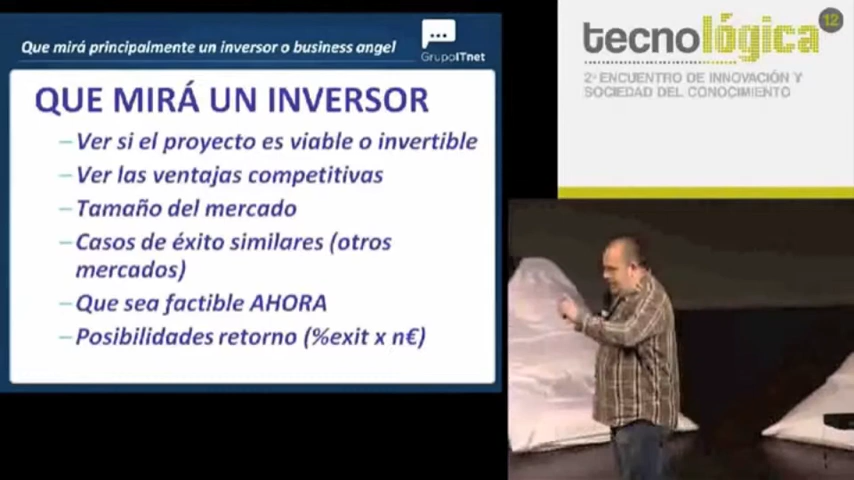 Que mirá principalmente un inversor o business angel
GrupoITnet
QUE MIRÁ UN INVERSOR
–Ver si el proyecto es viable o invertible
–Ver las ventajas competitivas
–Tamaño del mercado
–Casos de éxito similares (otros
mercados)
–Que sea factible AHORA
–Posibilidades retorno (%exit x n€)
tecnológica 12
2º ENCUENTRO DE INNOVACIÓN Y
SOCIEDAD DEL CONOCIMIENTO